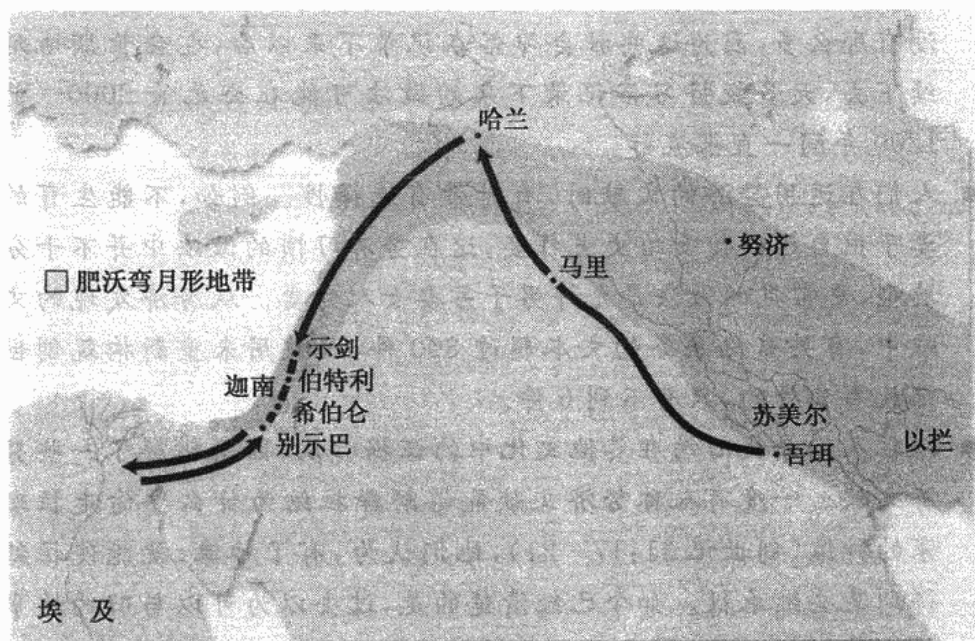 哈兰
努济
马里
□ 肥沃弯月形地带
示剑
迦南
伯特利
希伯仑
别示巴
苏美尔
吾珥
以拦
埃 及